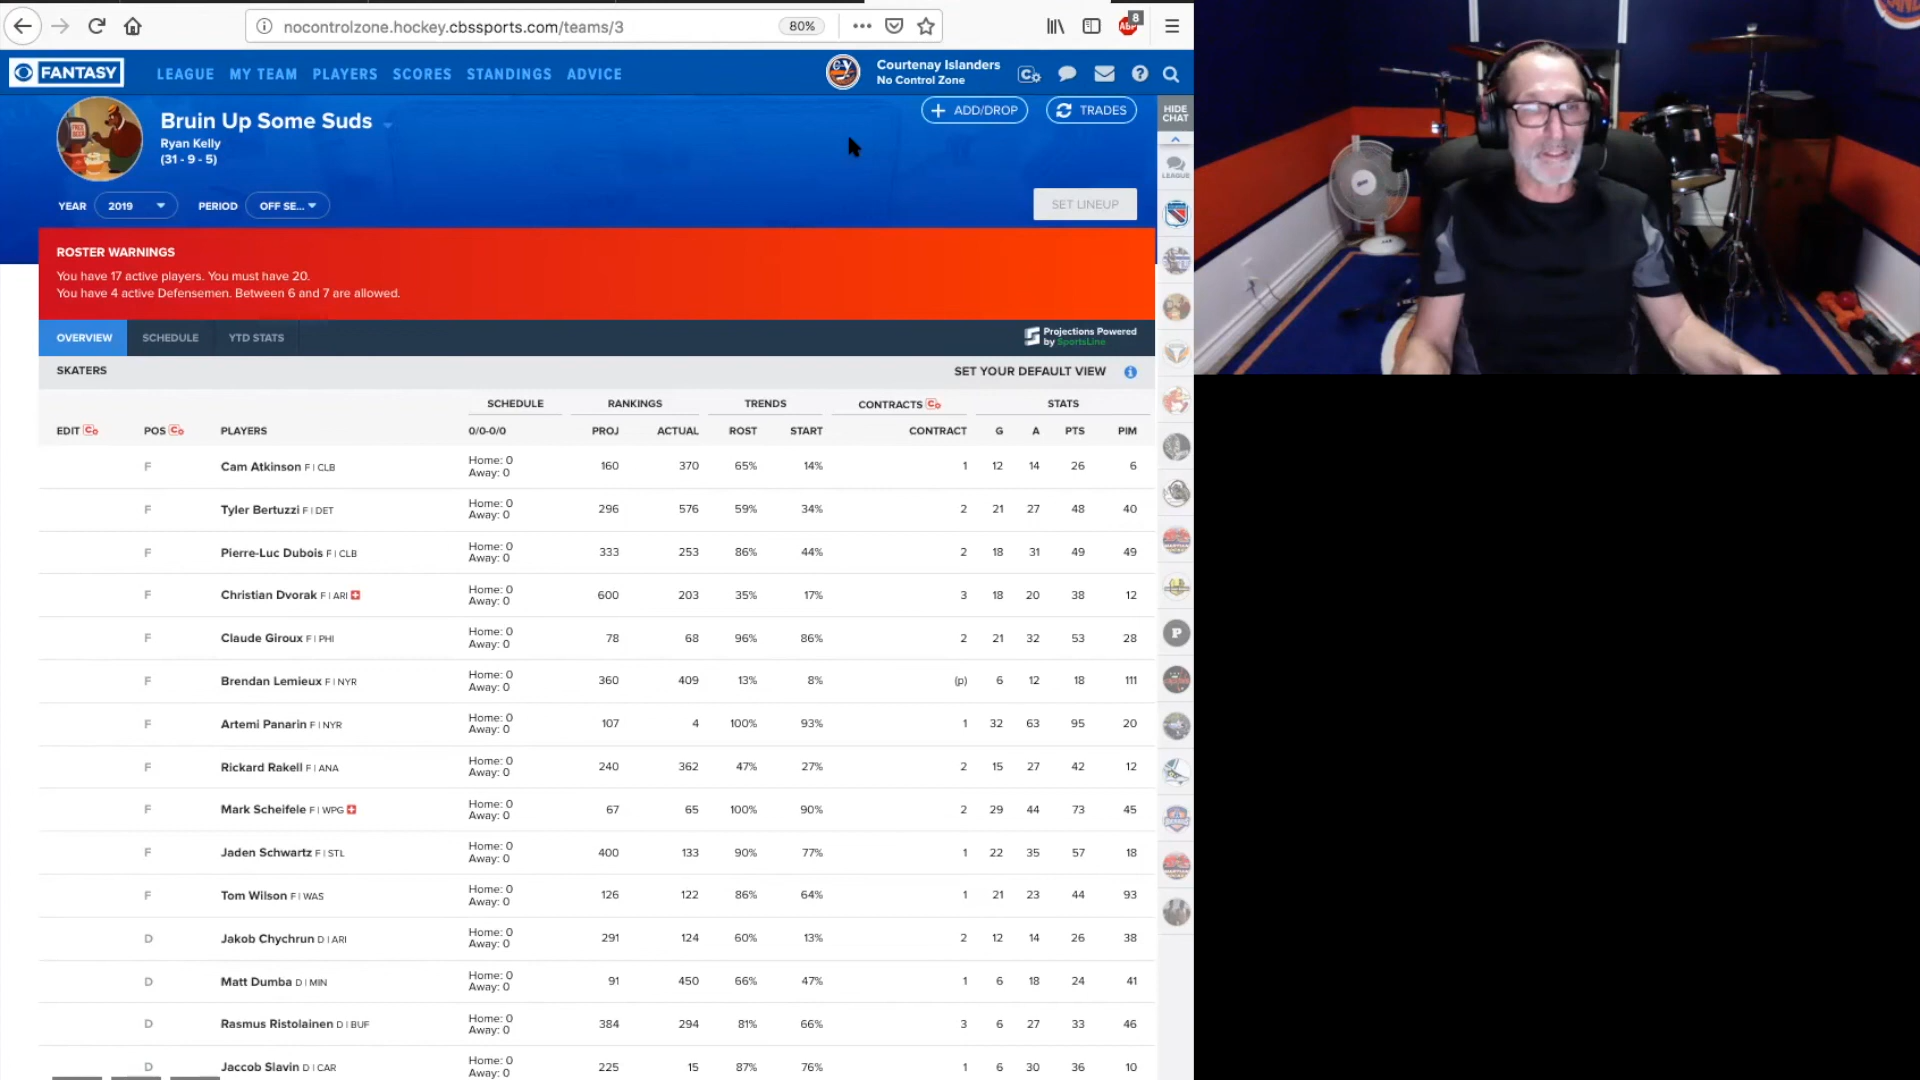 nocontrolzone.hockey.cbssports.com/teams/3
80%
ABP
8
FANTASY
LEAGUE MY TEAM PLAYERS SCORES STANDINGS ADVICE
Courtenay Islanders
No Control Zone
Bruin Up Some Suds
Ryan Kelly
(31 - 9 - 5)
ADD/DROP
TRADES
HIDE CHAT
LEAGUE
YEAR 2019 PERIOD OFF SE...
SET LINEUP
ROSTER WARNINGS
You have 17 active players. You must have 20.
You have 4 active Defensemen. Between 6 and 7 are allowed.
OVERVIEW SCHEDULE YTD STATS
Projections Powered
by SportsLine
SKATERS
SET YOUR DEFAULT VIEW
SCHEDULE RANKINGS TRENDS CONTRACTS STATS
EDIT POS PLAYERS 0/0-0/0 PROJ ACTUAL ROST START CONTRACT G A PTS PIM
F Cam Atkinson F | CLB Home: 0 Away: 0 160 370 65% 14% 1 12 14 26 6
F Tyler Bertuzzi F | DET Home: 0 Away: 0 296 576 59% 34% 2 21 27 48 40
F Pierre-Luc Dubois F | CLB Home: 0 Away: 0 333 253 86% 44% 2 18 31 49 49
F Christian Dvorak F | ARI Home: 0 Away: 0 600 203 35% 17% 3 18 20 38 12
F Claude Giroux F | PHI Home: 0 Away: 0 78 68 96% 86% 2 21 32 53 28
F Brendan Lemieux F | NYR Home: 0 Away: 0 360 409 13% 8% (p) 6 12 18 111
F Artemi Panarin F | NYR Home: 0 Away: 0 107 4 100% 93% 1 32 63 95 20
F Rickard Rakell F | ANA Home: 0 Away: 0 240 362 47% 27% 2 15 27 42 12
F Mark Scheifele F | WPG Home: 0 Away: 0 67 65 100% 90% 2 29 44 73 45
F Jaden Schwartz F | STL Home: 0 Away: 0 400 133 90% 77% 1 22 35 57 18
F Tom Wilson F | WAS Home: 0 Away: 0 126 122 86% 64% 1 21 23 44 93
D Jakob Chychrun D | ARI Home: 0 Away: 0 291 124 60% 13% 2 12 14 26 38
D Matt Dumba D | MIN Home: 0 Away: 0 91 450 66% 47% 1 6 18 24 41
D Rasmus Ristolainen D | BUF Home: 0 Away: 0 384 294 81% 66% 3 6 27 33 46
D Jaccob Slavin D | CAR Home: 0 Away: 0 225 15 87% 76% 1 6 30 36 10
P